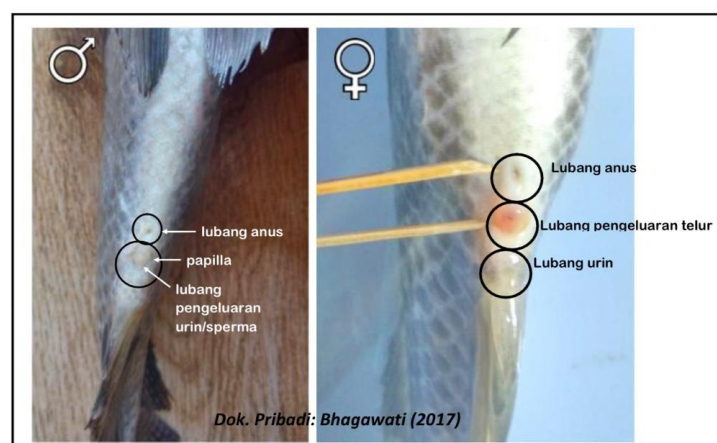 lubang anus
papilla
lubang
pengeluaran
urin/sperma
Lubang anus
Lubang pengeluaran telur
Lubang urin
Dok. Pribadi: Bhagawati (2017)